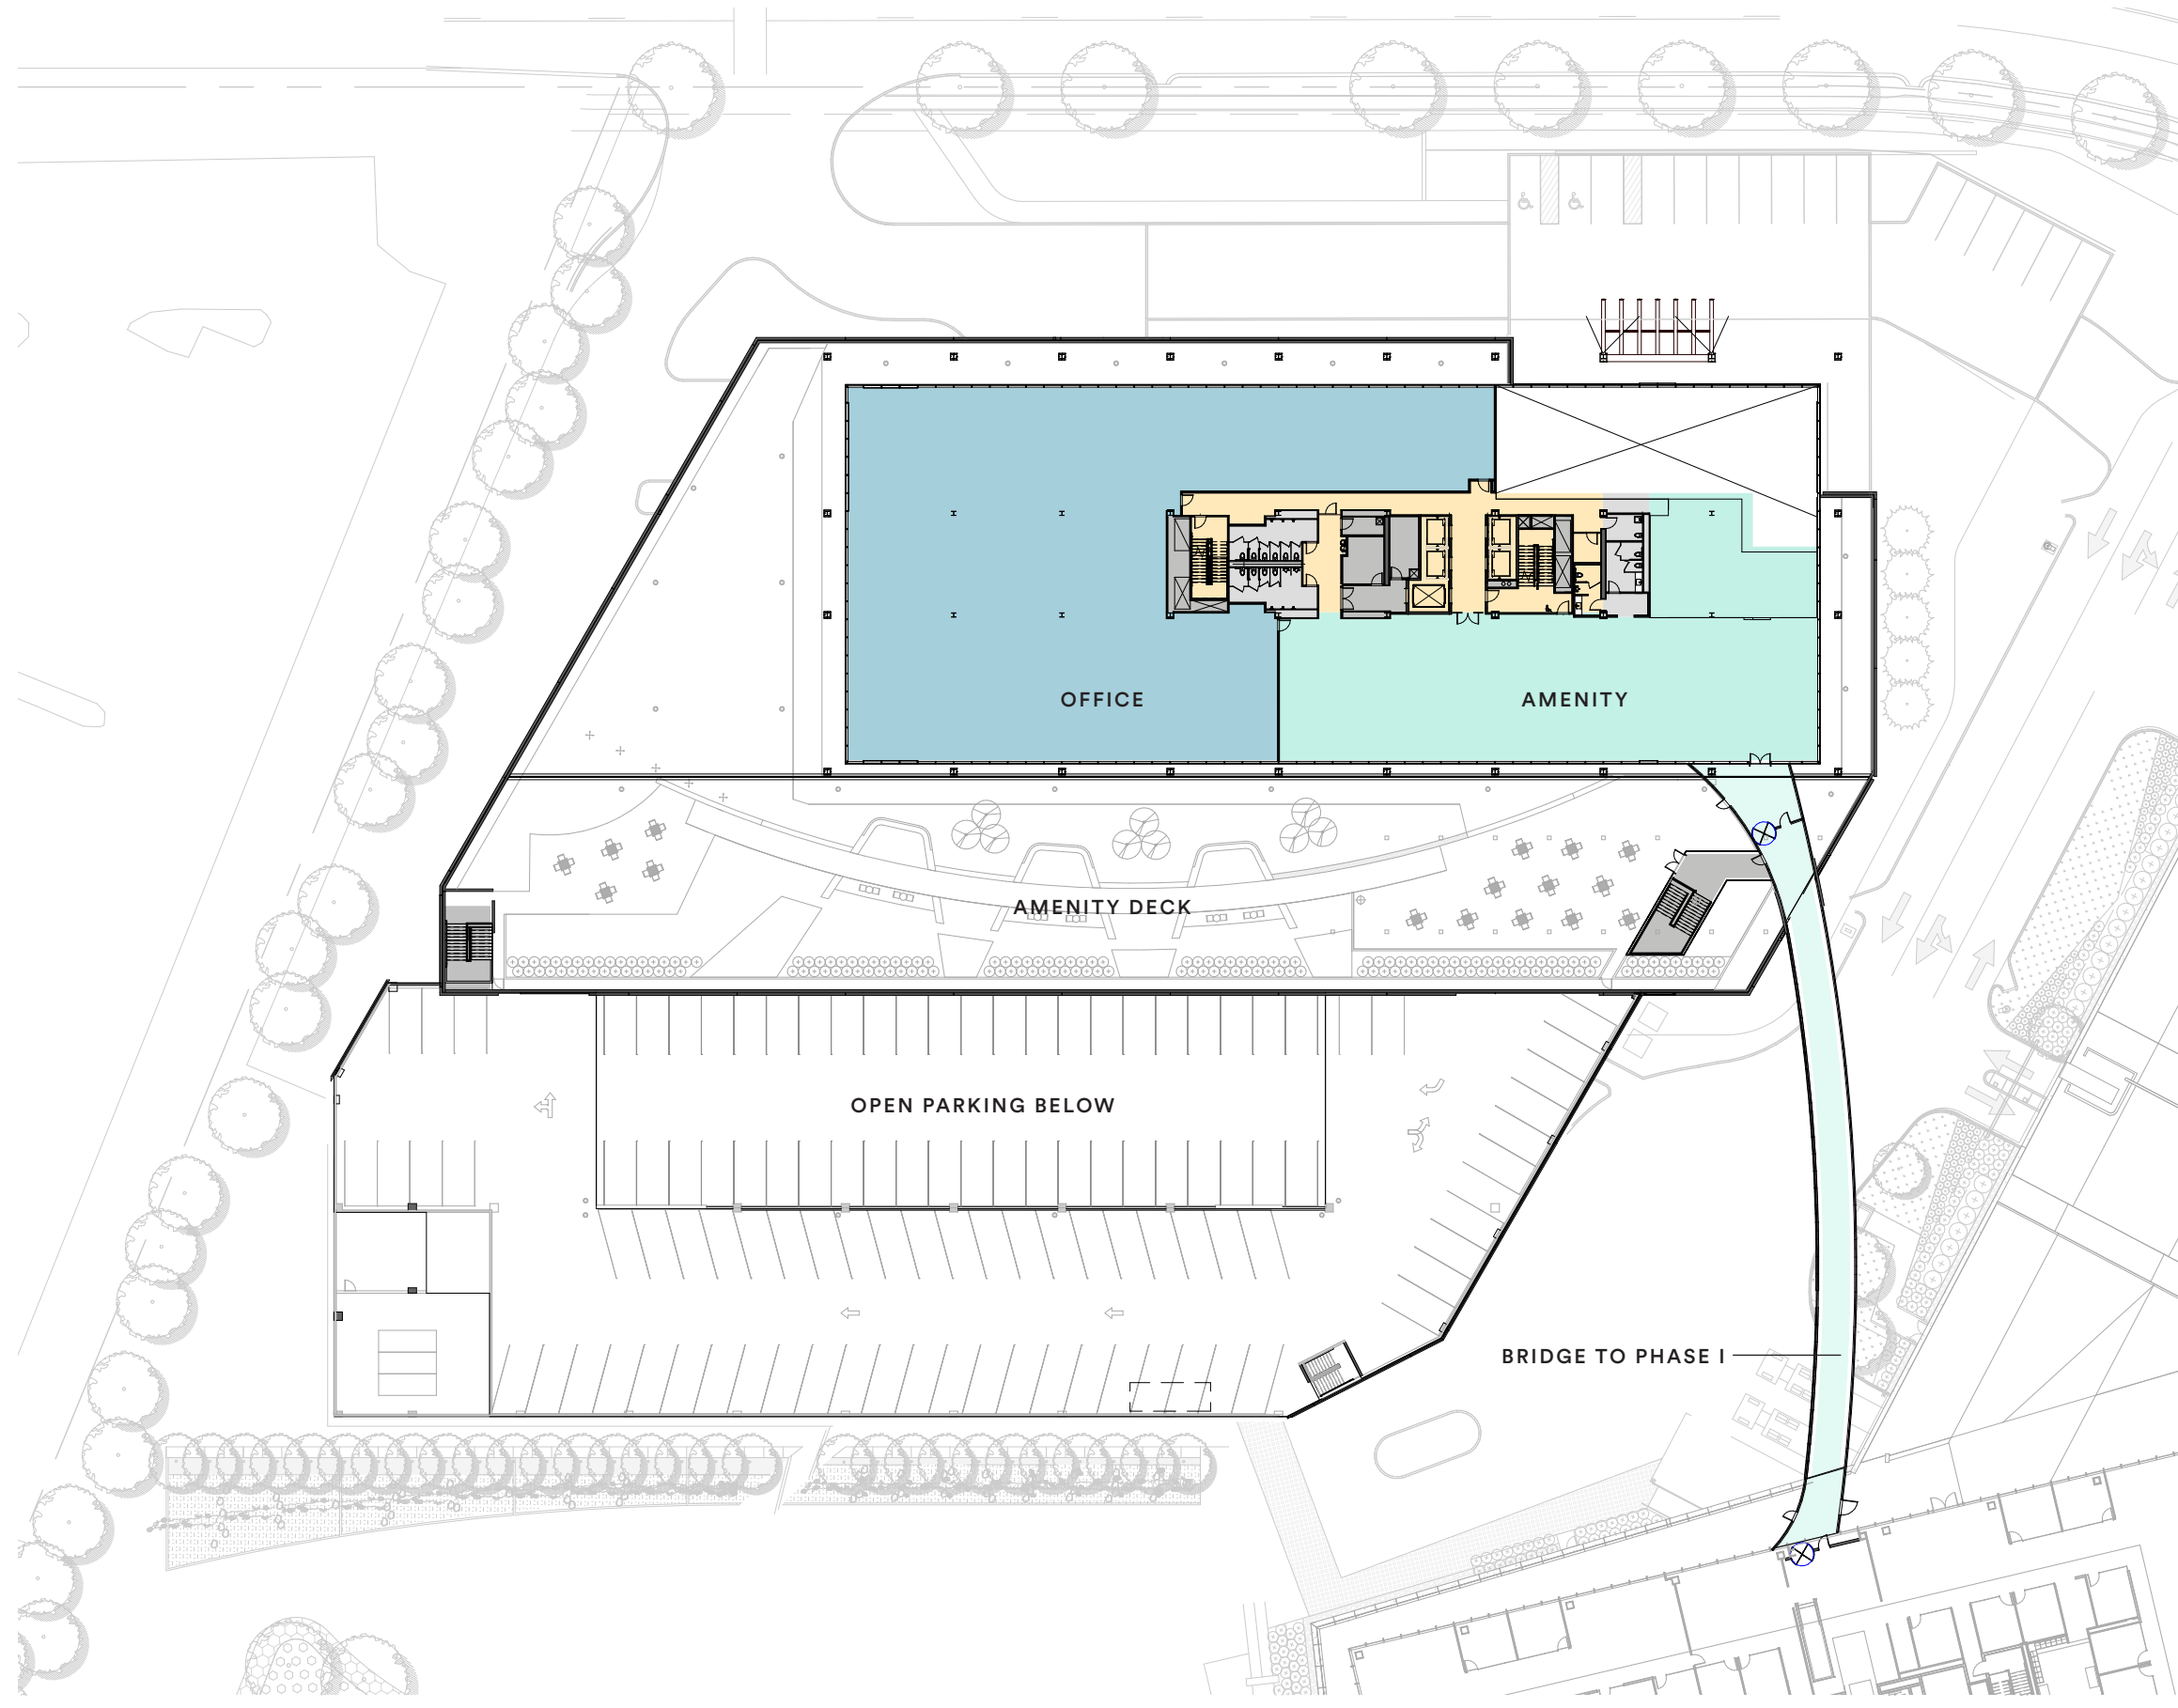 OFFICE
AMENITY
AMENITY DECK
OPEN PARKING BELOW
BRIDGE TO PHASE I